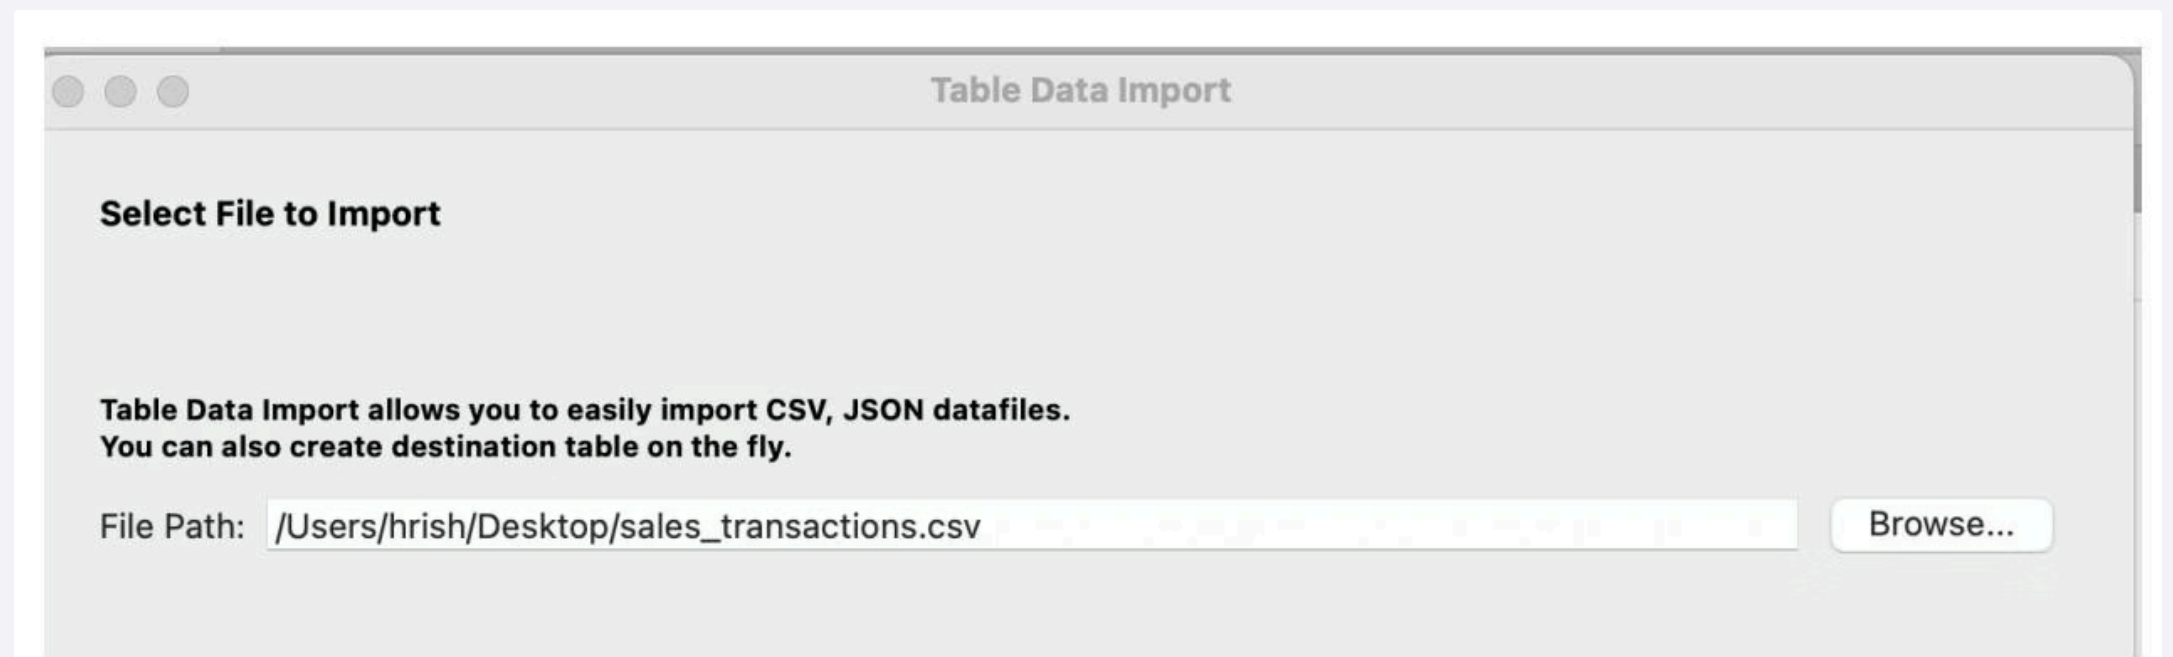 Table Data Import
Select File to Import
Table Data Import allows you to easily import CSV, JSON datafiles.
You can also create destination table on the fly.
File Path: /Users/hrish/Desktop/sales_transactions.csv Browse...